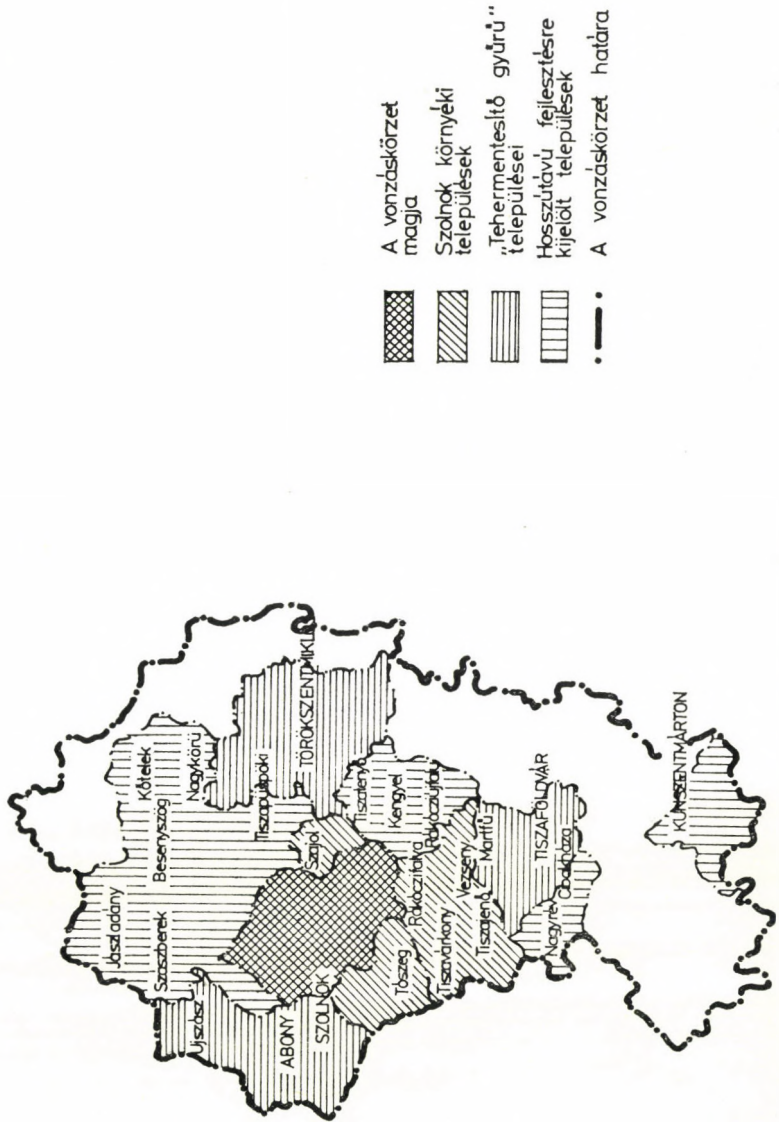 Jászladány
Kőtelek
Szászberek
Besenyszög
Nagykörű
Újszász
Tiszapüspöki
TÖRÖKSZENTMIKLÓS
ABONY
Szajol
Tiszatenyő
SZOLNOK
Kengyel
Rákóczifalva
Rákócziújfalu
Tószeg
Vezseny
Tiszavárkony
Martfű
Tiszajenő
TISZAFÖLDVÁR
Nagyrév
Cibakháza
KUNSZENTMÁRTON
A vonzáskörzet
magja
Szolnok környéki
települések
„Tehermentesítő gyűrű"
települései
Hosszútávú fejlesztésre
kijelölt települések
A vonzáskörzet határa